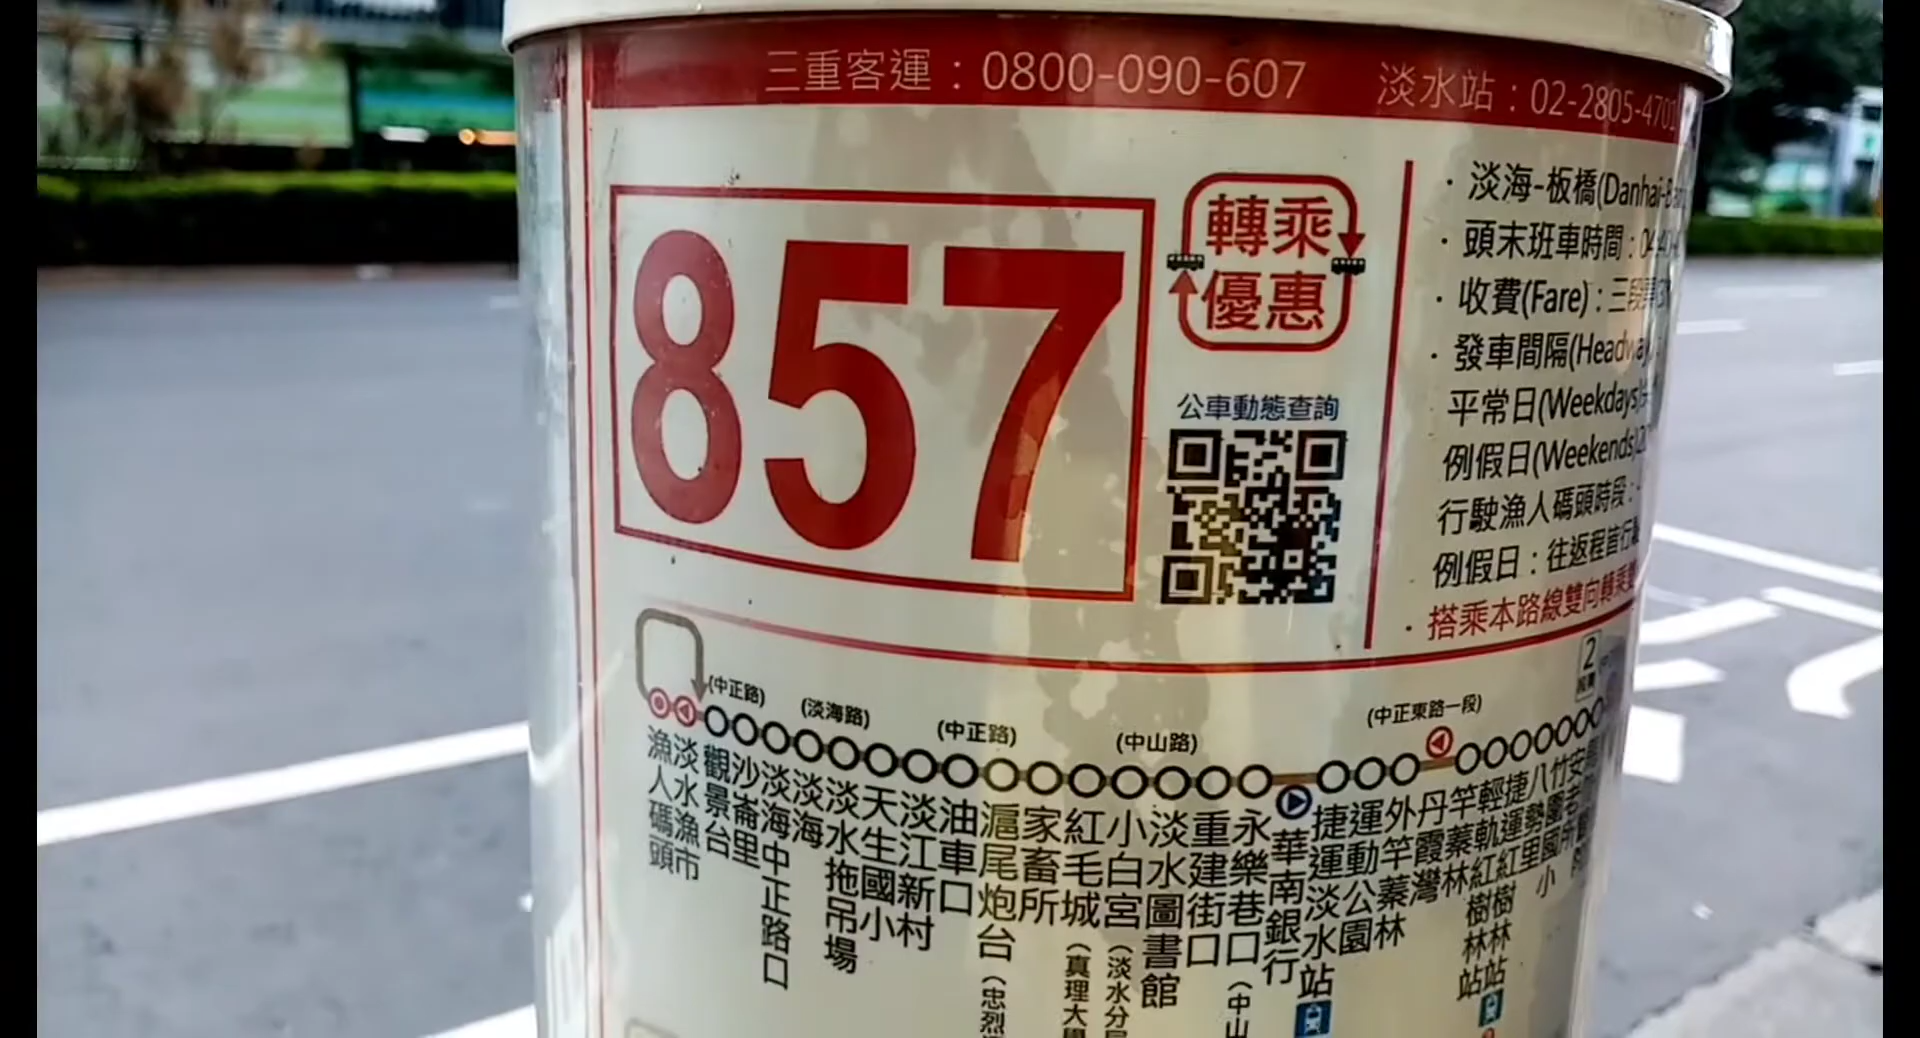 三重客運：0800-090-607 淡水站：02-2805-4701
857
轉乘
優惠
公車動態查詢
· 淡海-板橋(Danhai-Ban
· 頭末班車時間：04:40
· 收費(Fare)：三段票
· 發車間隔(Headway)
平常日(Weekdays)
例假日(Weekends)20
行駛漁人碼頭時段：
例假日：往返程皆行駛
· 搭乘本路線雙向轉乘
2
(中正路)
(淡海路)
(中正路)
(中山路)
(中正東路一段)
漁人碼頭
淡水漁市
觀景台
沙崙里
淡海中正路口
淡海
淡水拖吊場
天生國小
淡江新村
油車口
滬尾炮台（忠烈
家畜所
紅毛城（真理大學
小白宮（淡水分局
淡水圖書館
重建街口
永樂巷口（中山
華南銀行
捷運淡水站
運動公園
外竿蓁林
丹霞灣
竿蓁林
輕軌紅樹林站
捷運紅樹林站
八勢里
竹圍國小